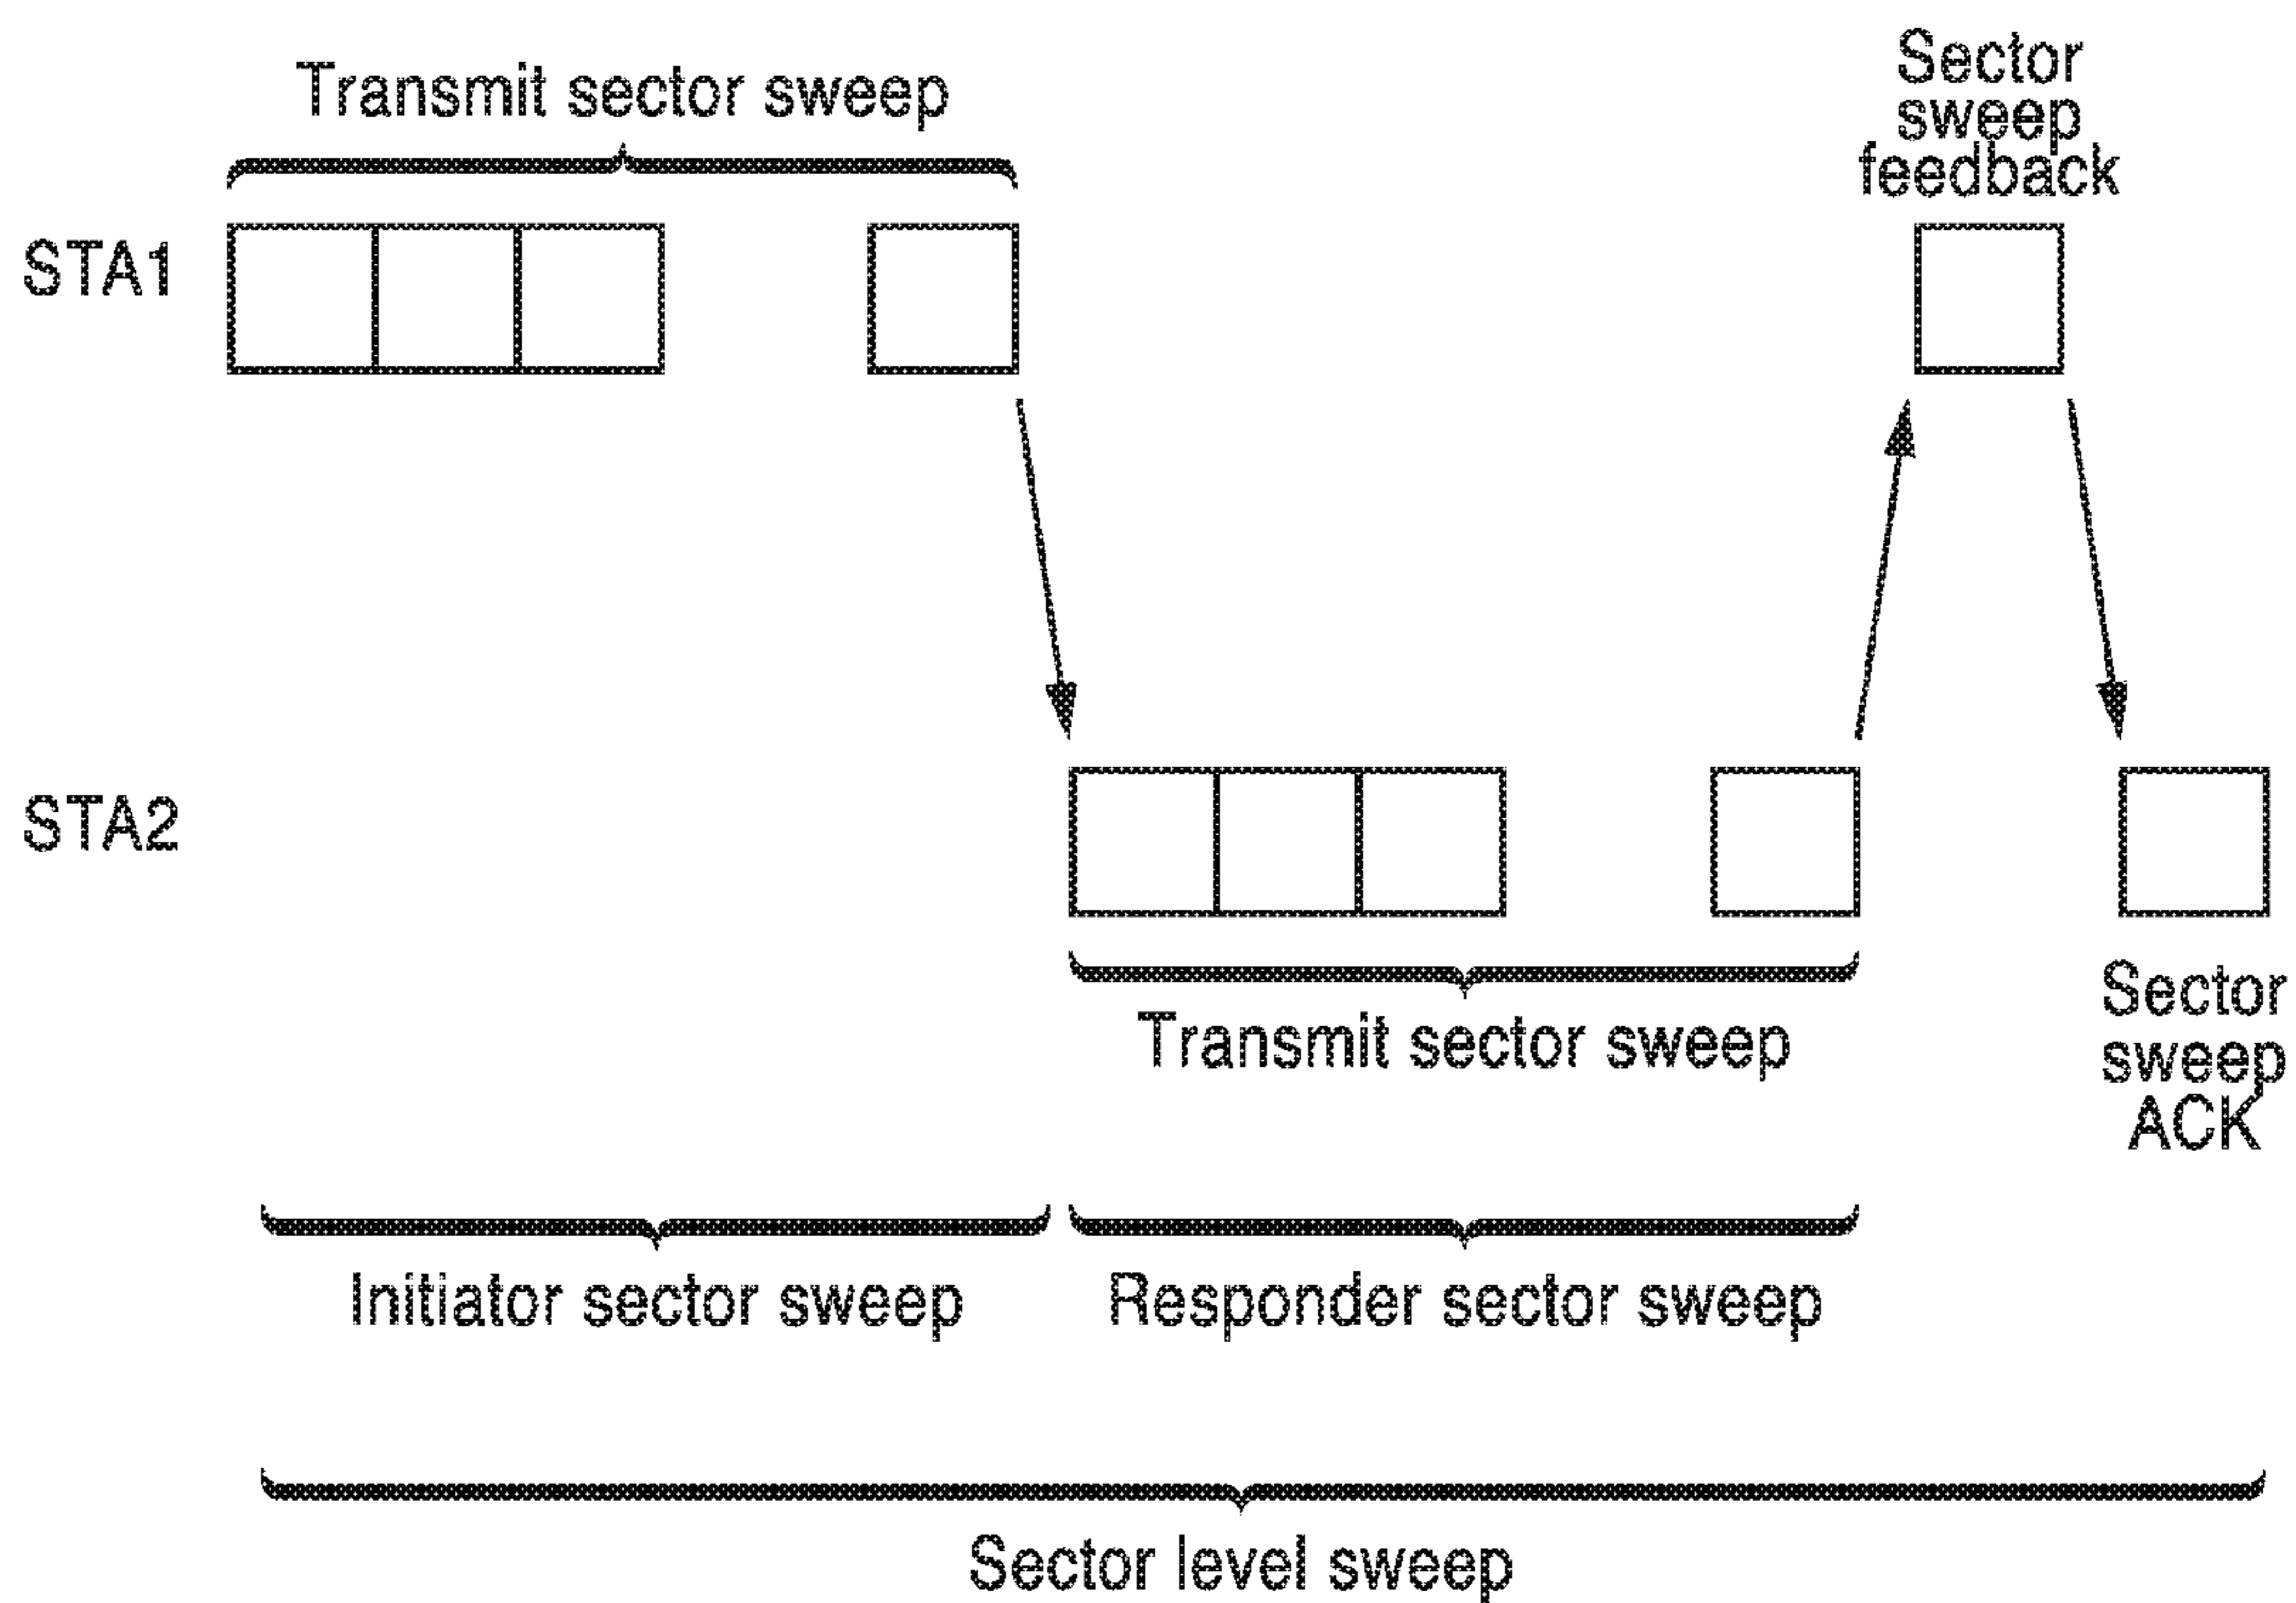 Transmit sector sweep
Sector
sweep
feedback
STA1
STA2
Transmit sector sweep
Sector
sweep
ACK
Initiator sector sweep
Responder sector sweep
Sector level sweep